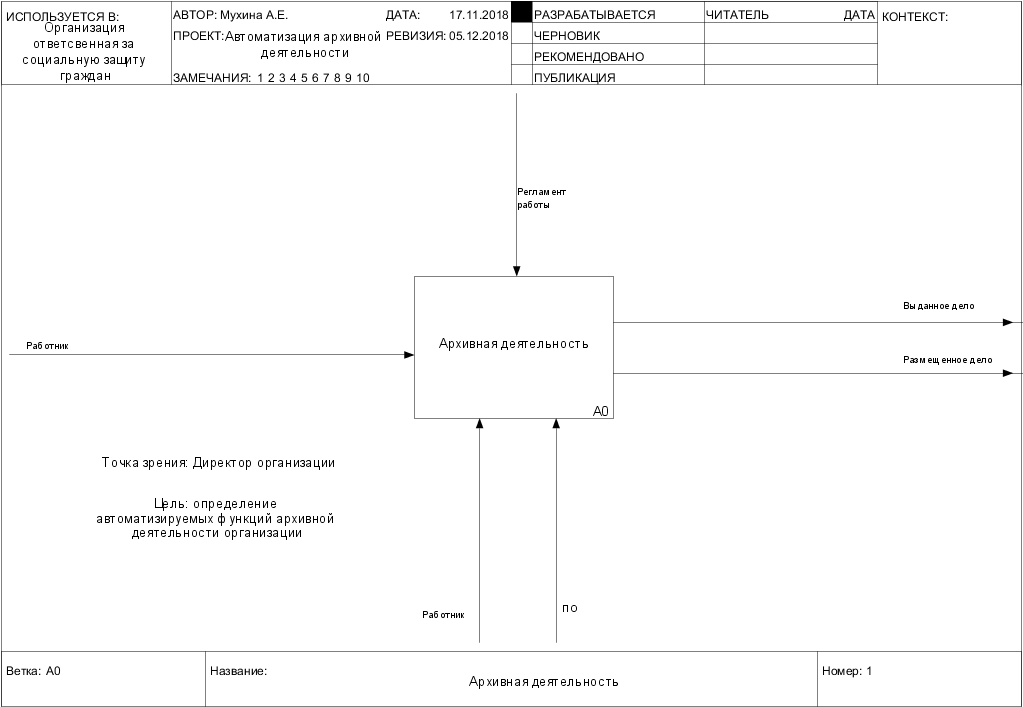 ИСПОЛЬЗУЕТСЯ В:
Организация
ответсвенная за
социальную защиту
граждан
АВТОР: Мухина А.Е.
ДАТА: 17.11.2018
ПРОЕКТ:Автоматизация архивной
деятельности
РЕВИЗИЯ: 05.12.2018
ЗАМЕЧАНИЯ: 1 2 3 4 5 6 7 8 9 10
РАЗРАБАТЫВАЕТСЯ
ЧЕРНОВИК
РЕКОМЕНДОВАНО
ПУБЛИКАЦИЯ
ЧИТАТЕЛЬ ДАТА
КОНТЕКСТ:
Регламент
работы
Выданное дело
Работник
Архивная деятельность
Размещенное дело
A0
Точка зрения: Директор организации
Цель: определение
автоматизируемых функций архивной
деятельности организации
Работник
ПО
Ветка: A0
Название:
Архивная деятельность
Номер: 1